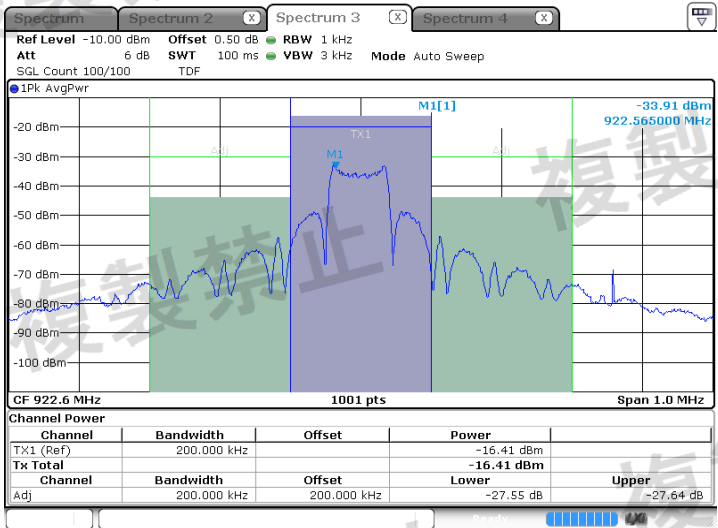 Spectrum
Spectrum 2
Spectrum 3
Spectrum 4
Ref Level -10.00 dBm Offset 0.50 dB RBW 1 kHz
Att 6 dB SWT 100 ms VBW 3 kHz Mode Auto Sweep
SGL Count 100/100 TDF
1Pk AvgPwr
M1[1] -33.91 dBm
922.565000 MHz
-20 dBm
TX1
-30 dBm
Adj
Adj
M1
-40 dBm
-50 dBm
-60 dBm
-70 dBm
-80 dBm
-90 dBm
-100 dBm
複製禁止
複製
複
CF 922.6 MHz 1001 pts Span 1.0 MHz
Channel Power
Channel Bandwidth Offset Power
TX1 (Ref) 200.000 kHz -16.41 dBm
Tx Total -16.41 dBm
Channel Bandwidth Offset Lower Upper
Adj 200.000 kHz 200.000 kHz -27.55 dB -27.64 dB
Ready